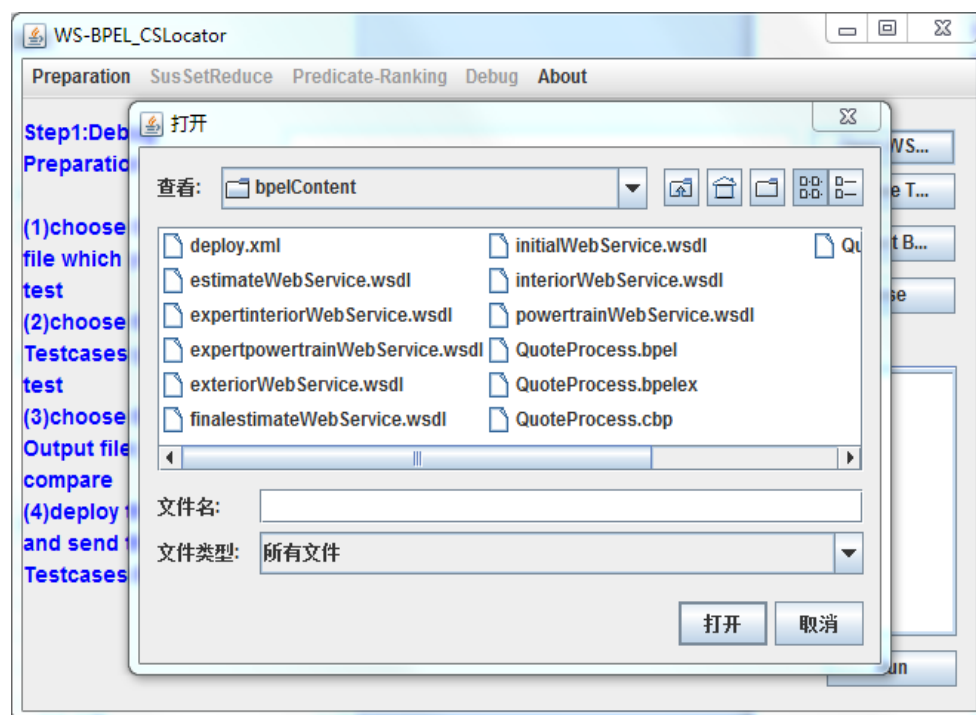 WS-BPEL_CSLocator
Preparation SusSetReduce Predicate-Ranking Debug About
Step1:Deb
Preparatio
(1)choose
file which
test
(2)choose
Testcases
test
(3)choose
Output file
compare
(4)deploy
and send
Testcases
打开
查看: bpelContent
deploy.xml
estimateWebService.wsdl
expertinteriorWebService.wsdl
expertpowertrainWebService.wsdl
exteriorWebService.wsdl
finalestimateWebService.wsdl
initialWebService.wsdl
interiorWebService.wsdl
powertrainWebService.wsdl
QuoteProcess.bpel
QuoteProcess.bpelex
QuoteProcess.cbp
文件名:
文件类型: 所有文件
打开 取消
WS...
e T...
t B...
se
un